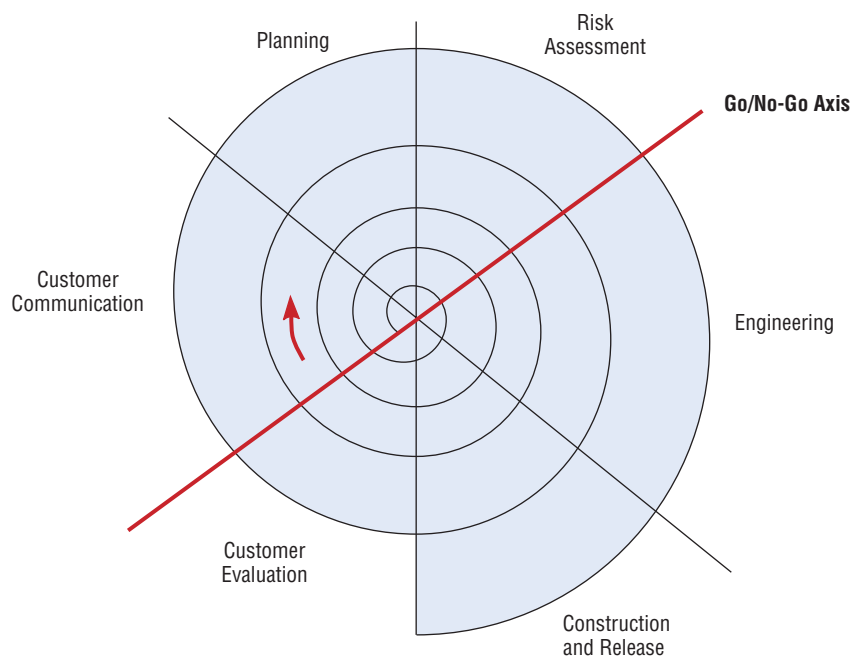 Planning
Risk
Assessment
Go/No-Go Axis
Customer
Communication
Engineering
Customer
Evaluation
Construction
and Release